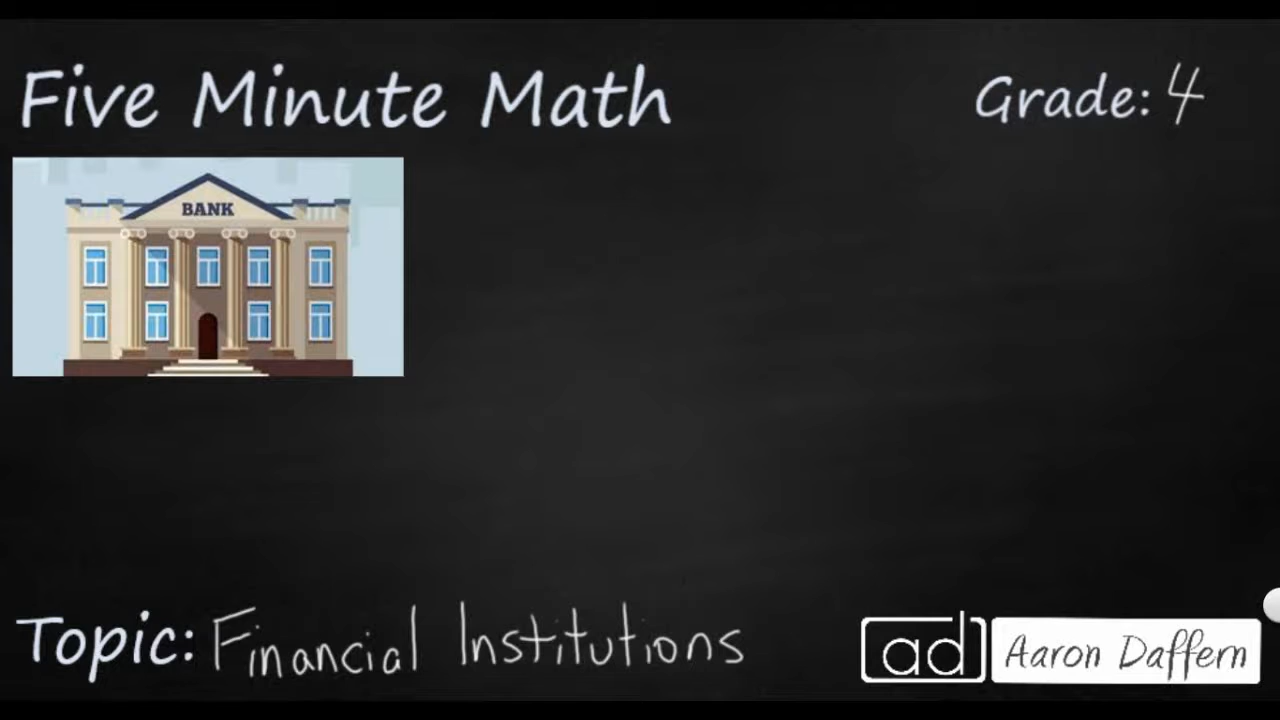 Five Minute Math
Grade: 4
BANK
Topic: Financial Institutions
ad Aaron Daffern